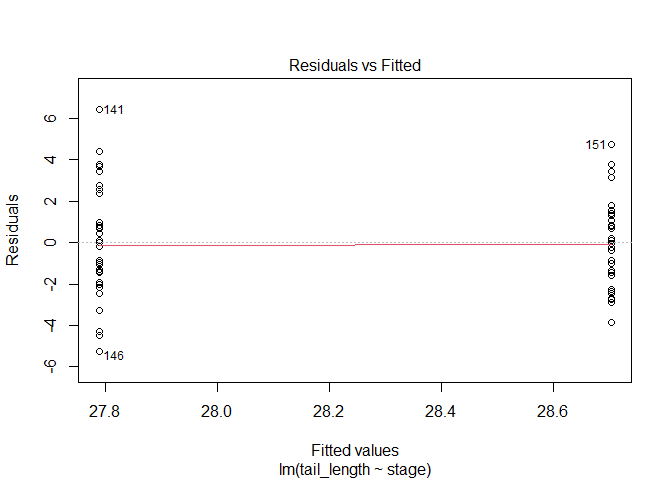 Residuals vs Fitted
Residuals
6
4
2
0
-2
-4
-6
141
151
146
27.8 28.0 28.2 28.4 28.6
Fitted values
lm(tail_length ~ stage)